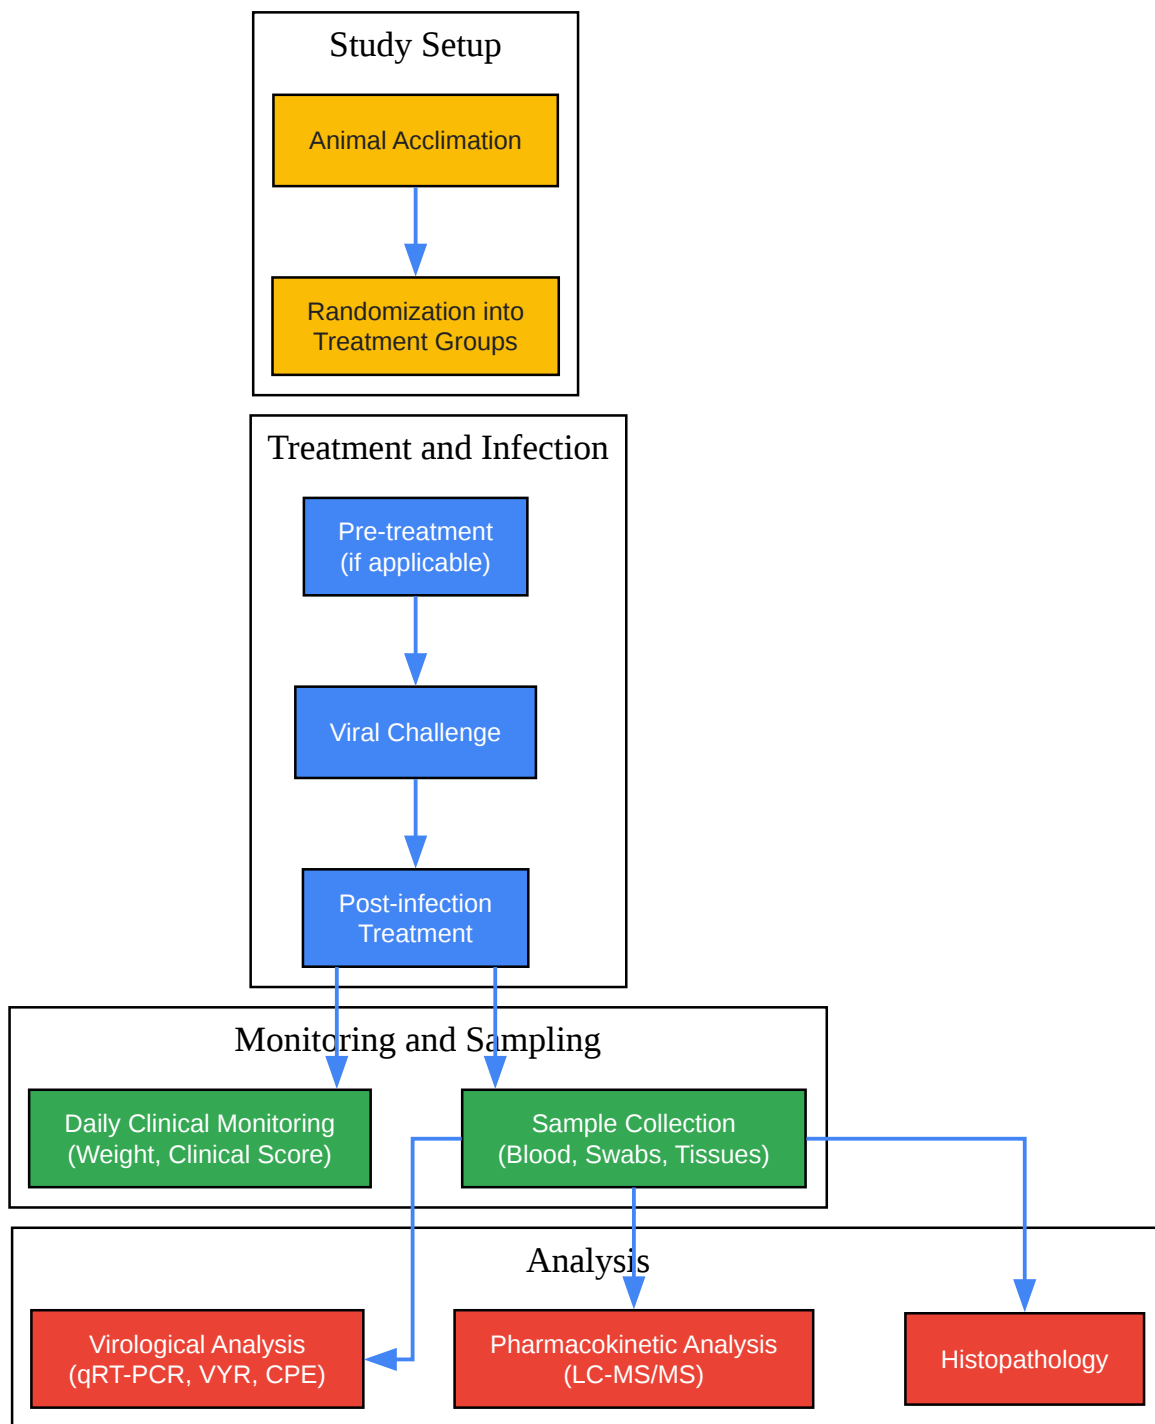 Study Setup
Animal Acclimation
Randomization into
Treatment Groups
Treatment and Infection
Pre-treatment
(if applicable)
Viral Challenge
Post-infection
Treatment
Monitoring and Sampling
Daily Clinical Monitoring
(Weight, Clinical Score)
Sample Collection
(Blood, Swabs, Tissues)
Analysis
Virological Analysis
(qRT-PCR, VYR, CPE)
Pharmacokinetic Analysis
(LC-MS/MS)
Histopathology